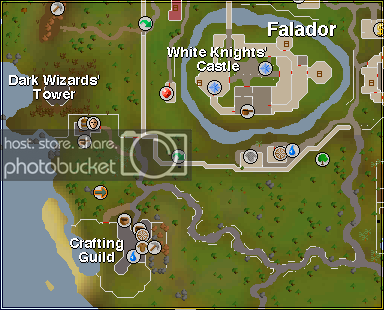 Falador
White Knights'
Castle
Dark Wizards'
Tower
host. store. share.
photobucket
Crafting
Guild